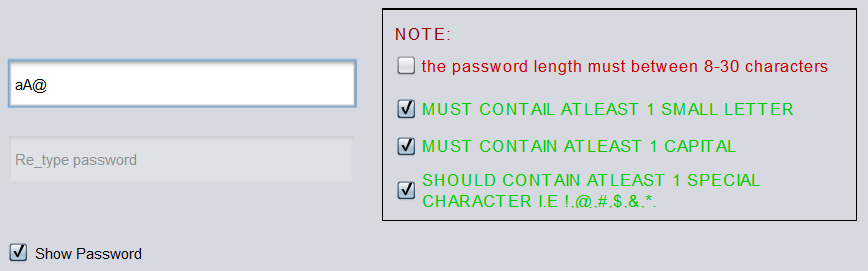 NOTE:
aA@
the password length must between 8-30 characters
MUST CONTAIL ATLEAST 1 SMALL LETTER
Re_type password
MUST CONTAIN ATLEAST 1 CAPITAL
SHOULD CONTAIN ATLEAST 1 SPECIAL
CHARACTER I.E !.@.#.$.&.*.
Show Password